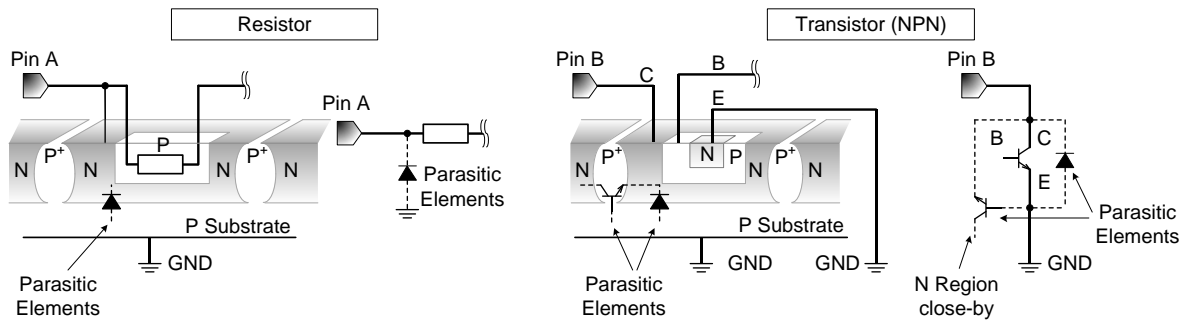 Resistor
Transistor (NPN)
Pin A
Pin B
C
B
E
Pin B
Pin A
N
P+
N
P
P+
N
N
P+
N
N
P
P+
N
B
C
E
Parasitic
Elements
P Substrate
GND
Parasitic
Elements
P Substrate
GND
GND
Parasitic
Elements
Parasitic
Elements
GND
N Region
close-by